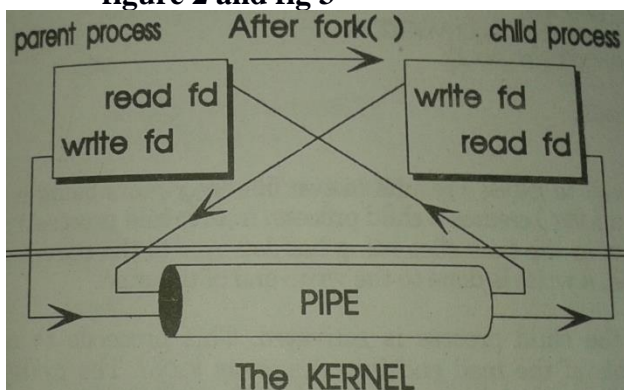 figure 2 and fig 3
parent process After fork( ) child process
read fd
write fd
write fd
read fd
PIPE
The KERNEL